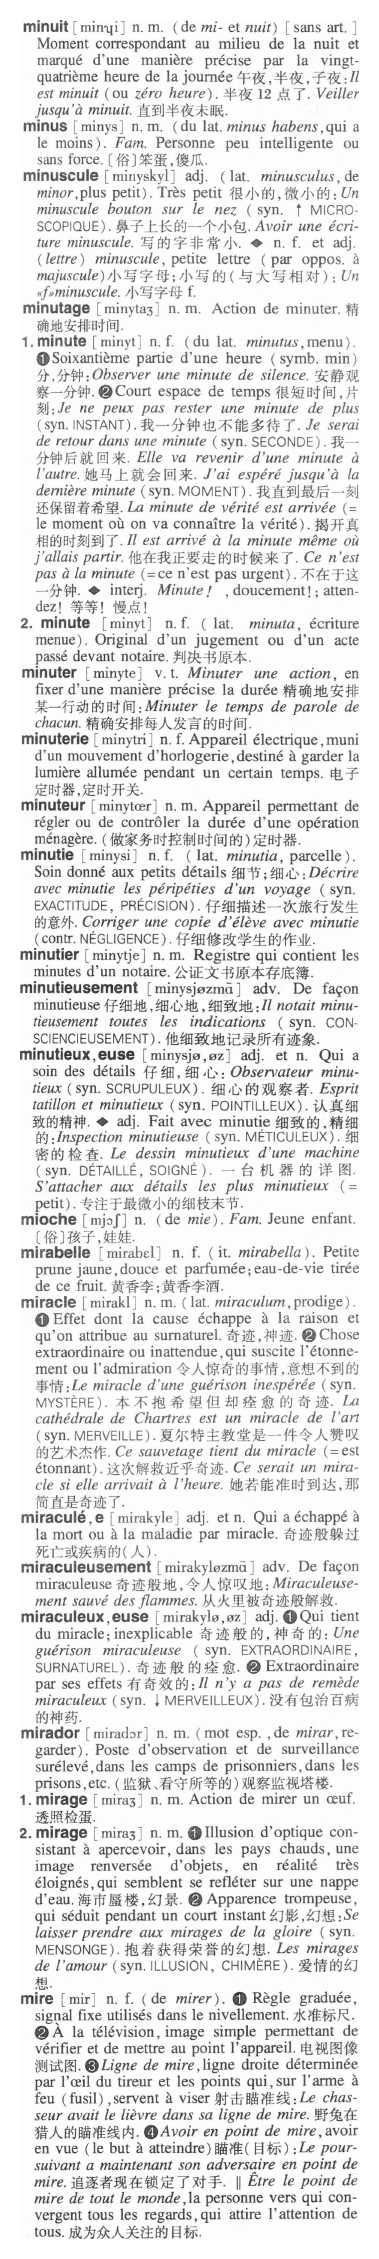 minuit [minɥi] n. m. (de mi- et nuit) [sans art.]
Moment correspondant au milieu de la nuit et
marqué d'une manière précise par la vingt-
quatrième heure de la journée 午夜,半夜,子夜:Il
est minuit (ou zéro heure). 半夜 12 点了. Veiller
jusqu'à minuit. 直到半夜未眠.
minus [minys] n. m. (du lat. minus habens,qui a
le moins). Fam. Personne peu intelligente ou
sans force. [俗]笨蛋,傻瓜.
minuscule [minyskyl] adj. (lat. minusculus, de
minor,plus petit). Très petit 很小的,微小的:Un
minuscule bouton sur le nez (syn. ↑ MICRO-
SCOPIQUE). 鼻子上长的一个小包. Avoir une écri-
ture minuscule. 写的字非常小. ◆ n. f. et adj.
(lettre) minuscule, petite lettre (par oppos. à
majuscule)小写字母;小写的(与大写相对):Un
«f»minuscule. 小写字母 f.
minutage [minytaʒ] n. m. Action de minuter. 精
确地安排时间.
1. minute [minyt] n. f. (du lat. minutus,menu).
❶Soixantième partie d'une heure (symb. min)
分,分钟:Observer une minute de silence. 安静观
察一分钟. ❷Court espace de temps 很短时间,片
刻:Je ne peux pas rester une minute de plus
(syn. INSTANT). 我一分钟也不能多待了. Je serai
de retour dans une minute (syn. SECONDE). 我一
分钟后就回来. Elle va revenir d'une minute à
l'autre. 她马上就会回来. J'ai espéré jusqu'à la
dernière minute (syn. MOMENT). 我直到最后一刻
还保留着希望. La minute de vérité est arrivée (=
le moment où on va connaître la vérité). 揭开真
相的时刻到了. Il est arrivé à la minute même où
j'allais partir. 他在我正要走的时候来了. Ce n'est
pas à la minute (=ce n'est pas urgent). 不在于这
一分钟. ◆ interj. Minute! ,doucement!; atten-
dez! 等等! 慢点!
2. minute [minyt] n. f. (lat. minuta, écriture
menue). Original d'un jugement ou d'un acte
passé devant notaire. 判决书原本.
minuter [minyte] v. t. Minuter une action, en
fixer d'une manière précise la durée 精确地安排
某一行动的时间:Minuter le temps de parole de
chacun. 精确安排每人发言的时间.
minuterie [minytri] n. f. Appareil électrique,muni
d'un mouvement d'horlogerie,destiné à garder la
lumière allumée pendant un certain temps. 电子
定时器,定时开关.
minuteur [minytœr] n. m. Appareil permettant de
régler ou de contrôler la durée d'une opération
ménagère. (做家务时控制时间的)定时器.
minutie [minysi] n. f. (lat. minutia, parcelle).
Soin donné aux petits détails 细节;细心:Décrire
avec minutie les péripéties d'un voyage (syn.
EXACTITUDE, PRÉCISION). 仔细描述一次旅行发生
的意外. Corriger une copie d'élève avec minutie
(contr. NÉGLIGENCE). 仔细修改学生的作业.
minutier [minytje] n. m. Registre qui contient les
minutes d'un notaire. 公证文书原本存底簿.
minutieusement [minysjøzmɑ̃] adv. De façon
minutieuse 仔细地,细心地,细致地:Il notait minu-
tieusement toutes les indications (syn. CON-
SCIENCIEUSEMENT). 他细致地记录所有迹象.
minutieux,euse [minysjø,øz] adj. et n. Qui a
soin des détails 仔细,细心:Observateur minu-
tieux (syn. SCRUPULEUX). 细心的观察者. Esprit
tatillon et minutieux (syn. POINTILLEUX). 认真细
致的精神. ◆ adj. Fait avec minutie 细致的,精细
的:Inspection minutieuse (syn. MÉTICULEUX). 细
密的检查. Le dessin minutieux d'une machine
(syn. DÉTAILLÉ, SOIGNÉ). 一台机器的详图.
S'attacher aux détails les plus minutieux (=
petit). 专注于最微小的细枝末节.
mioche [mjɔʃ] n. (de mie). Fam. Jeune enfant.
[俗]孩子,娃娃.
mirabelle [mirabɛl] n. f. (it. mirabella). Petite
prune jaune,douce et parfumée;eau-de-vie tirée
de ce fruit. 黄香李;黄香李酒.
miracle [mirakl] n. m. (lat. miraculum,prodige).
❶Effet dont la cause échappe à la raison et
qu'on attribue au surnaturel. 奇迹,神迹. ❷Chose
extraordinaire ou inattendue,qui suscite l'étonne-
ment ou l'admiration 令人惊奇的事情,意想不到的
事情:Le miracle d'une guérison inespérée (syn.
MYSTÈRE). 本不抱希望但却痊愈的奇迹. La
cathédrale de Chartres est un miracle de l'art
(syn. MERVEILLE). 夏尔特主教堂是一件令人赞叹
的艺术杰作. Ce sauvetage tient du miracle (=est
étonnant). 这次解救近乎奇迹. Ce serait un mira-
cle si elle arrivait à l'heure. 她若能准时到达,那
简直是奇迹了.
miraculé,e [mirakyle] adj. et n. Qui a échappé à
la mort ou à la maladie par miracle. 奇迹般躲过
死亡或疾病的(人).
miraculeusement [mirakyløzmɑ̃] adv. De façon
miraculeuse 奇迹般地,令人惊叹地:Miraculeuse-
ment sauvé des flammes. 从火里被奇迹般解救.
miraculeux,euse [mirakylø,øz] adj. ❶Qui tient
du miracle;inexplicable 奇迹般的,神奇的:Une
guérison miraculeuse (syn. EXTRAORDINAIRE,
SURNATUREL). 奇迹般的痊愈. ❷ Extraordinaire
par ses effets 有奇效的:Il n'y a pas de remède
miraculeux (syn. ↓MERVEILLEUX). 没有包治百病
的神药.
mirador [miradɔr] n. m. (mot esp. ,de mirar,re-
garder). Poste d'observation et de surveillance
surélevé,dans les camps de prisonniers,dans les
prisons,etc. (监狱、看守所等的)观察监视塔楼.
1. mirage [miraʒ] n. m. Action de mirer un œuf.
透照检蛋.
2. mirage [miraʒ] n. m. ❶Illusion d'optique con-
sistant à apercevoir, dans les pays chauds, une
image renversée d'objets, en réalité très
éloignés,qui semblent se refléter sur une nappe
d'eau. 海市蜃楼,幻景. ❷ Apparence trompeuse,
qui séduit pendant un court instant 幻影,幻想:Se
laisser prendre aux mirages de la gloire (syn.
MENSONGE). 抱着获得荣誉的幻想. Les mirages
de l'amour (syn. ILLUSION, CHIMÈRE). 爱情的幻
想.
mire [mir] n. f. (de mirer). ❶ Règle graduée,
signal fixe utilisés dans le nivellement. 水准标尺.
❷À la télévision,image simple permettant de
vérifier et de mettre au point l'appareil. 电视图像
测试图. ❸Ligne de mire,ligne droite déterminée
par l'œil du tireur et les points qui,sur l'arme à
feu (fusil),servent à viser 射击瞄准线:Le chas-
seur avait le lièvre dans sa ligne de mire. 野兔在
猎人的瞄准线内. ❹Avoir en point de mire,avoir
en vue (le but à atteindre)瞄准(目标):Le pour-
suivant a maintenant son adversaire en point de
mire. 追逐者现在锁定了对手. ‖ Être le point de
mire de tout le monde,la personne vers qui con-
vergent tous les regards,qui attire l'attention de
tous. 成为众人关注的目标.